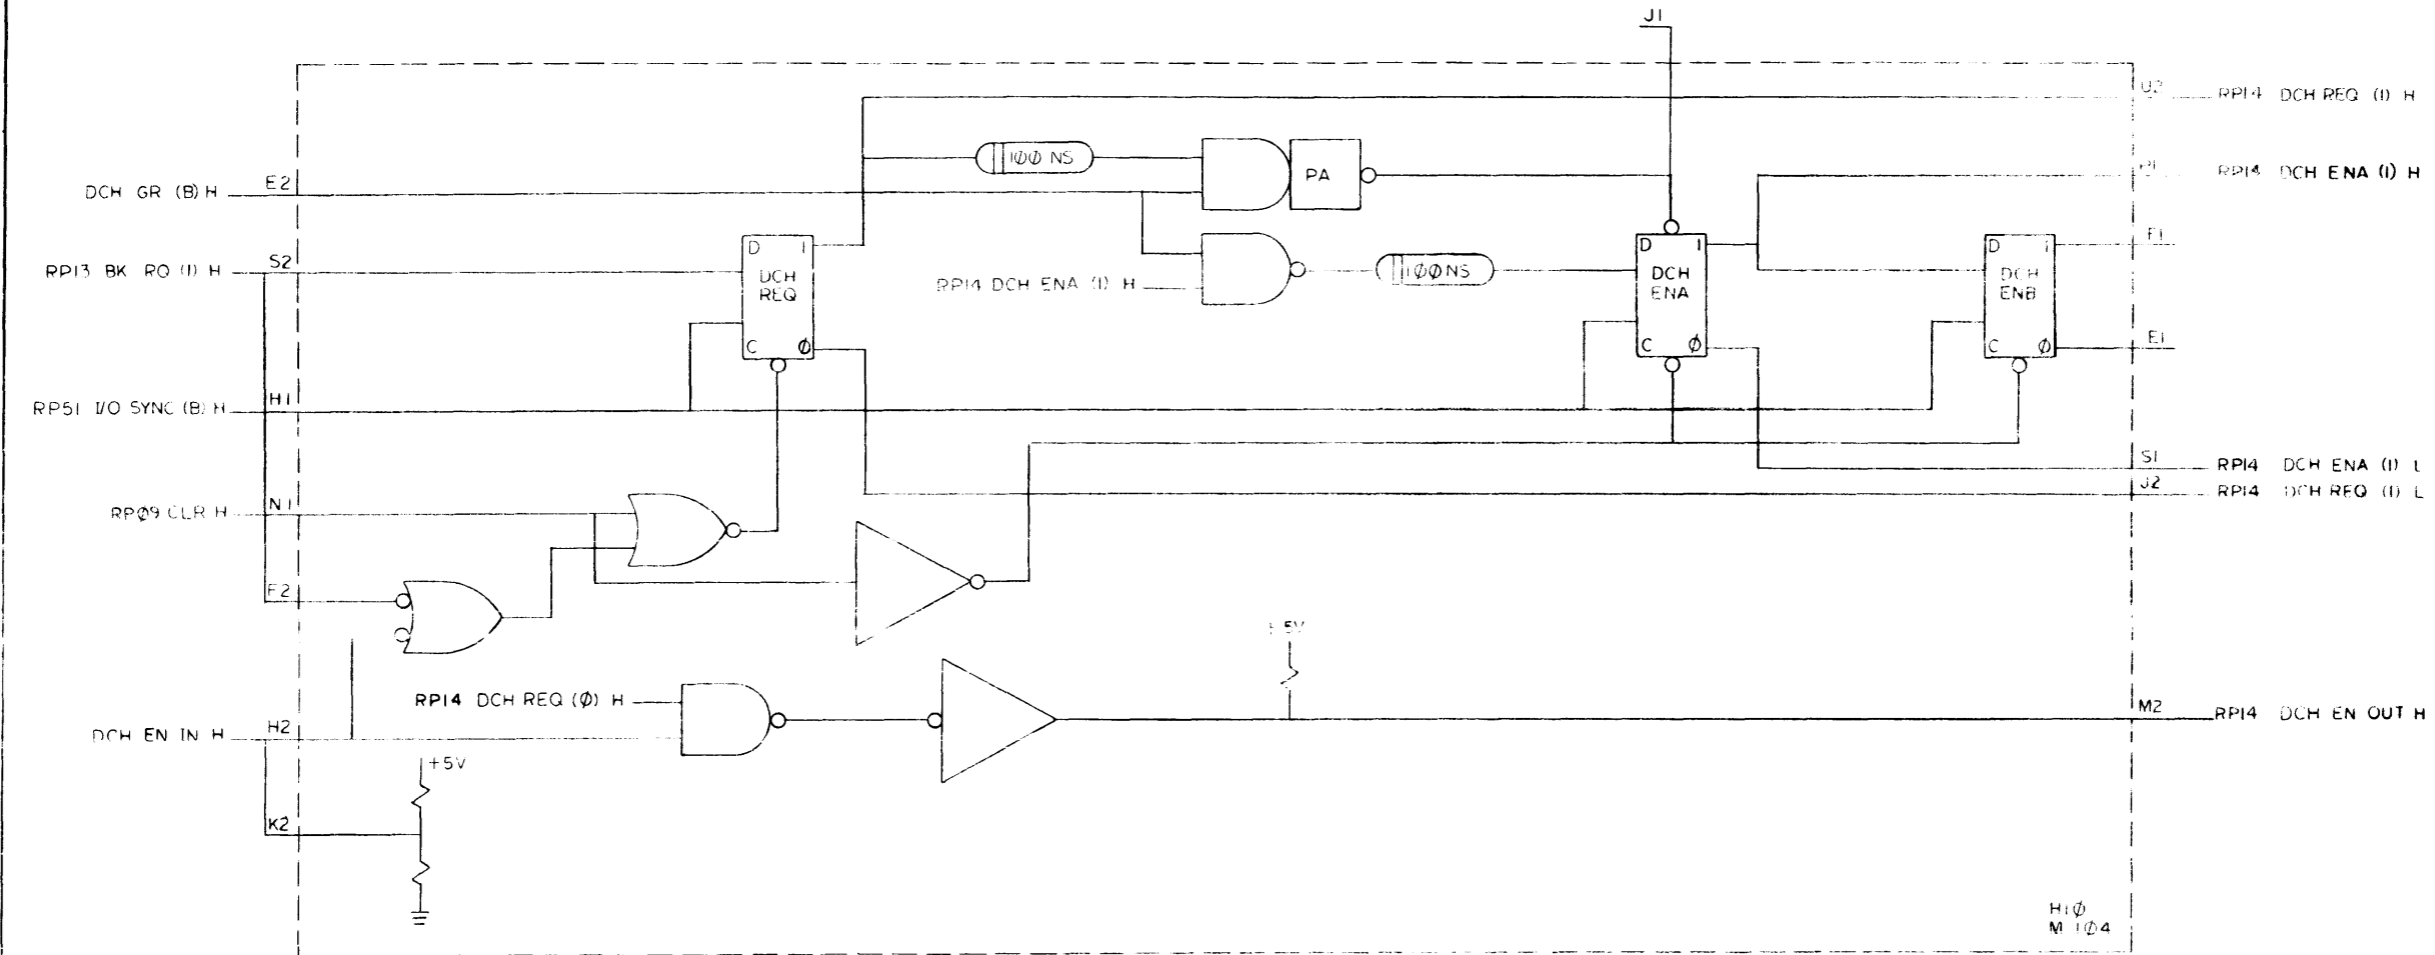 J1
U2 RP14 DCH REQ (1) H
100 NS
DCH GR (B) H E2
PA
P1 RP14 DCH ENA (1) H
D 1
DCH
REQ
C Ø
RP13 BK RQ (1) H S2
RP14 DCH ENA (1) H
1ØØ NS
D 1
DCH
ENA
C Ø
D 1
DCH
ENB
C Ø
F1
E1
RP51 I/O SYNC (B) H H1
S1 RP14 DCH ENA (1) L
J2 RP14 DCH REQ (1) L
RPØ9 CLR H N1
F2
+5V
RP14 DCH REQ (Ø) H
M2 RP14 DCH EN OUT H
DCH EN IN H H2
+5V
K2
H1Ø
M 1Ø4